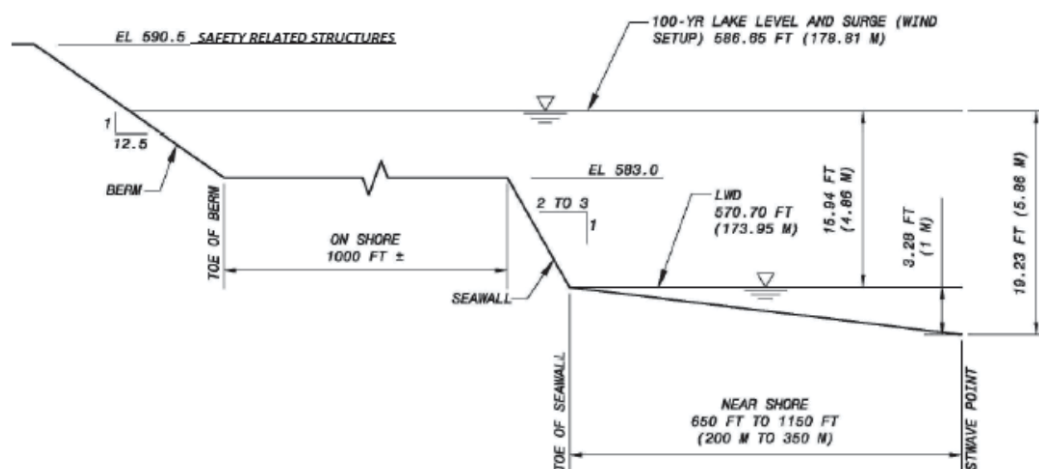 100-YR LAKE LEVEL AND SURGE (WIND
SETUP) 586.65 FT (178.81 M)
EL 590.5 SAFETY RELATED STRUCTURES
1
12.5
BERM
TOE OF BERM
ON SHORE
1000 FT ±
EL 583.0
2 TO 3
1
SEAWALL
LWD
570.70 FT
(173.95 M)
15.94 FT
(4.86 M)
3.28 FT
(1 M)
19.23 FT (5.86 M)
TOE OF SEAWALL
NEAR SHORE
650 FT TO 1150 FT
(200 M TO 350 M)
STWAVE POINT